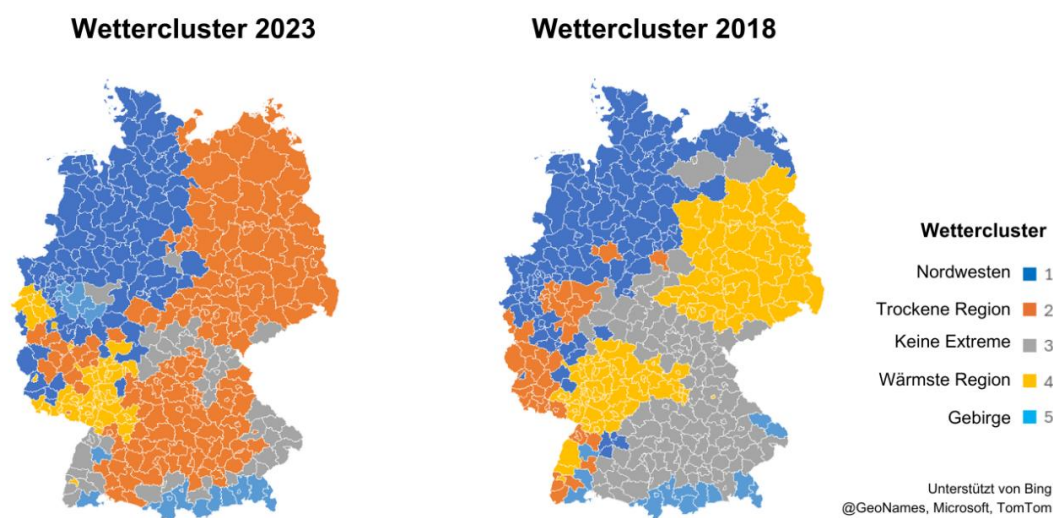 Wettercluster 2023
Wettercluster 2018
Wettercluster
Nordwesten 1
Trockene Region 2
Keine Extreme 3
Wärmste Region 4
Gebirge 5
Unterstützt von Bing
@GeoNames, Microsoft, TomTom